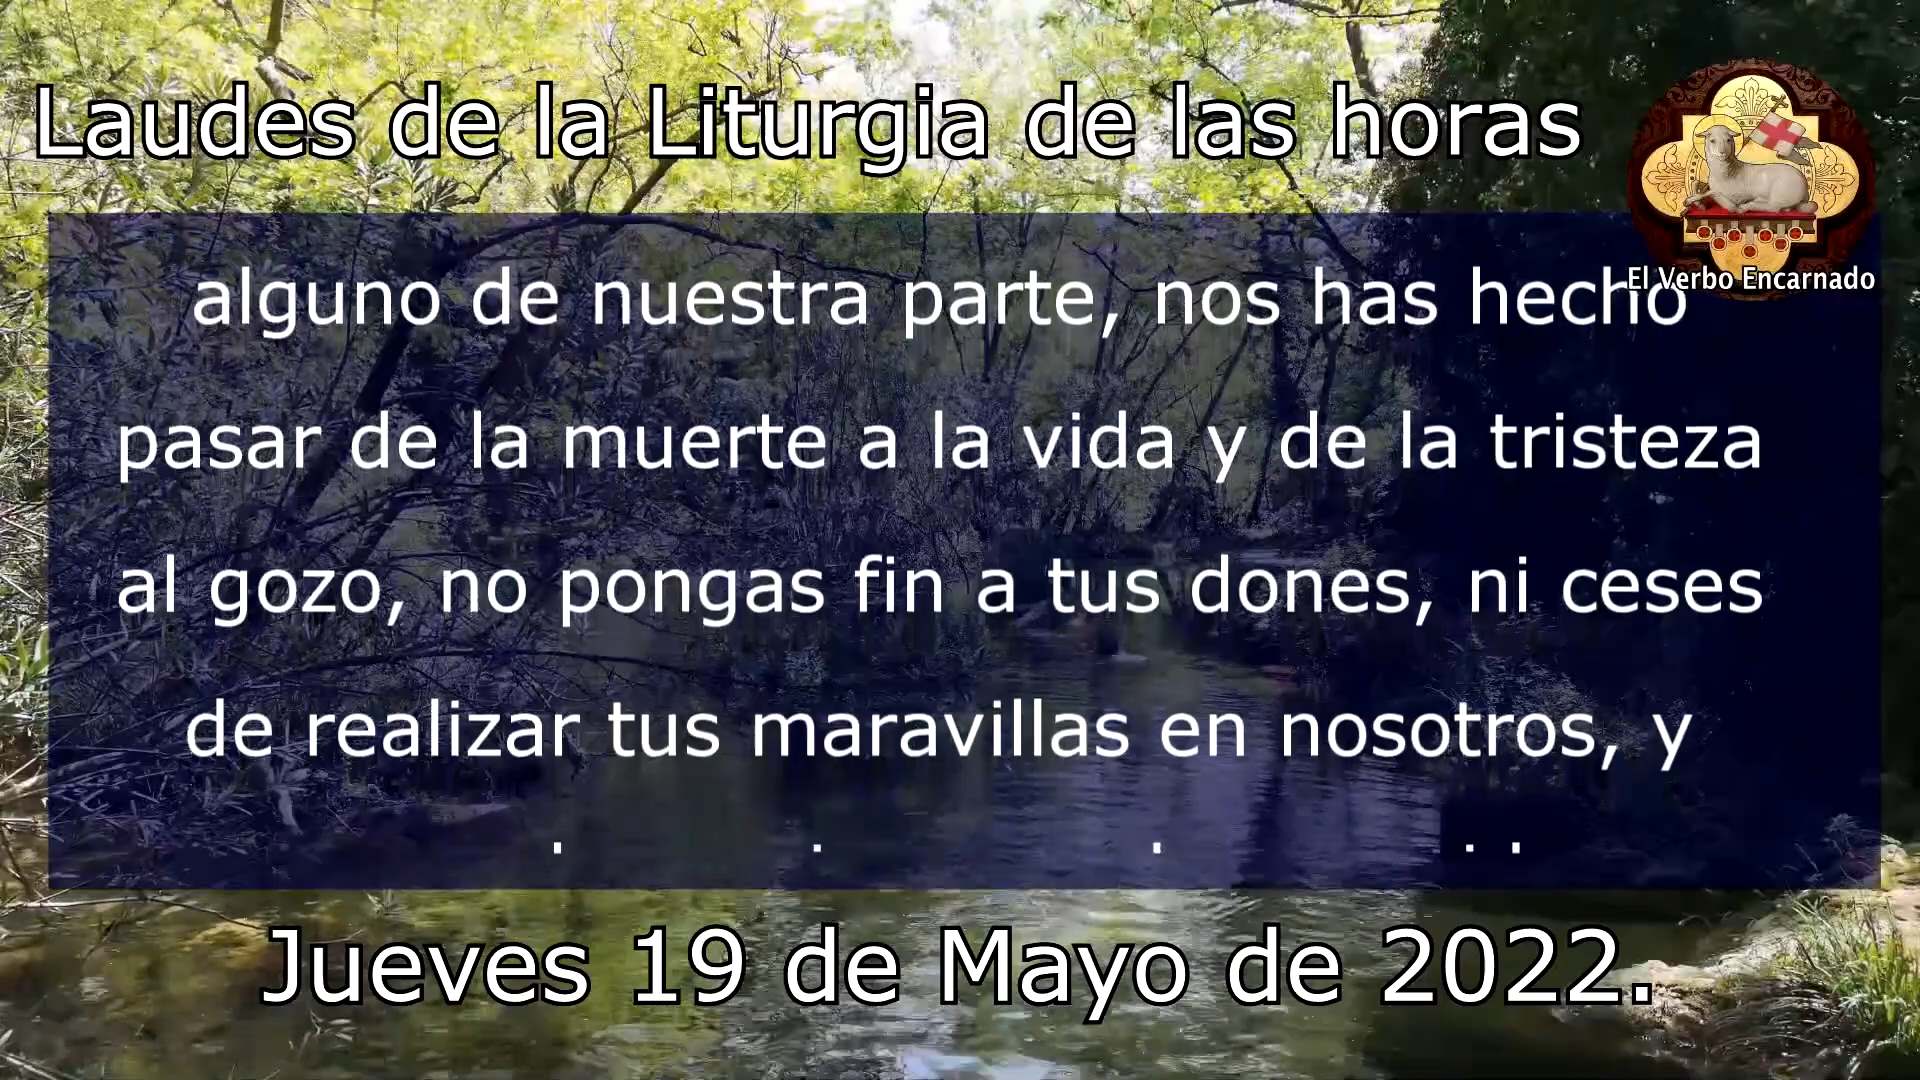 Laudes de la Liturgia de las horas
El Verbo Encarnado
alguno de nuestra parte, nos has hecho
pasar de la muerte a la vida y de la tristeza
al gozo, no pongas fin a tus dones, ni ceses
de realizar tus maravillas en nosotros, y
Jueves 19 de Mayo de 2022.